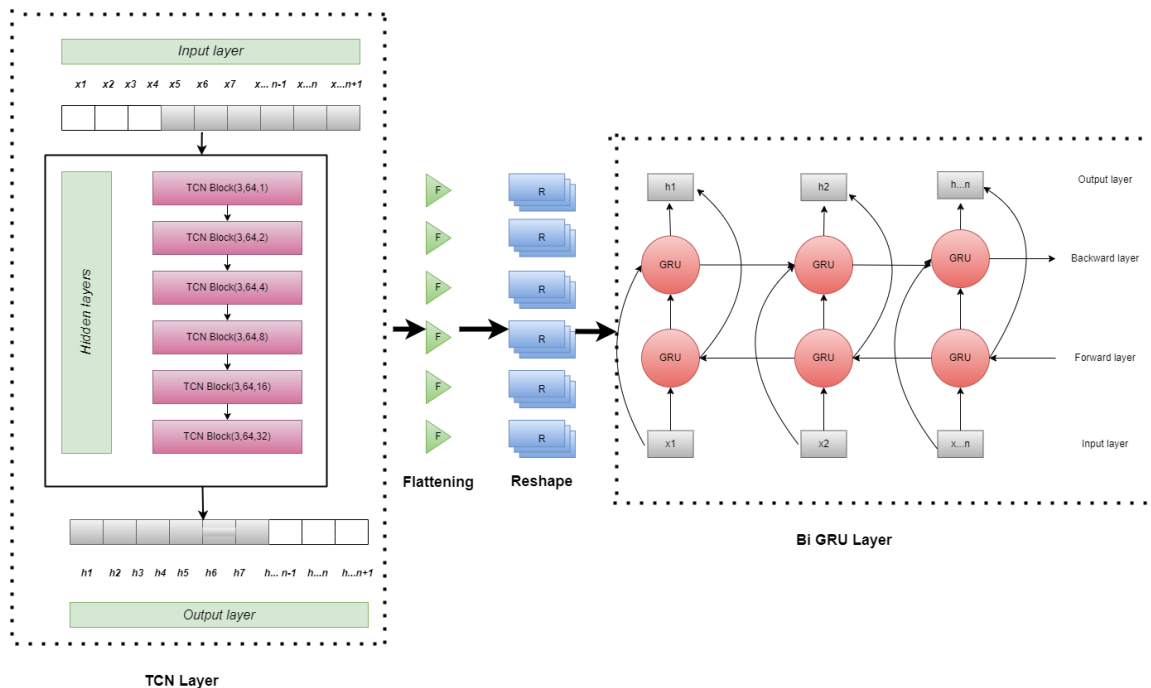 Input layer
x1 x2 x3 x4 x5 x6 x7 x... n-1 x...n x...n+1
Hidden layers
TCN Block(3,64,1)
TCN Block(3,64,2)
TCN Block(3,64,4)
TCN Block(3,64,8)
TCN Block(3,64,16)
TCN Block(3,64,32)
h1 h2 h3 h4 h5 h6 h7 h... n-1 h...n h...n+1
Output layer
TCN Layer
F
F
F
F
F
F
Flattening
R
R
R
R
R
R
Reshape
h1 h2 h...n Output layer
GRU GRU GRU Backward layer
GRU GRU GRU Forward layer
x1 x2 x...n Input layer
Bi GRU Layer